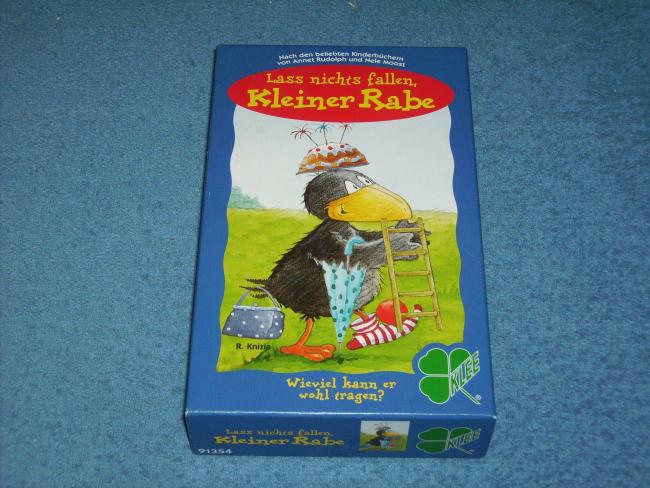 Nach den beliebten Kinderbüchern
von Annet Rudolph und Nele Moost
Lass nichts fallen,
Kleiner Rabe
R. Knizia
Wieviel kann er
wohl tragen?
KLEE
®
Lass nichts fallen,
Kleiner Rabe
91354
KLEE